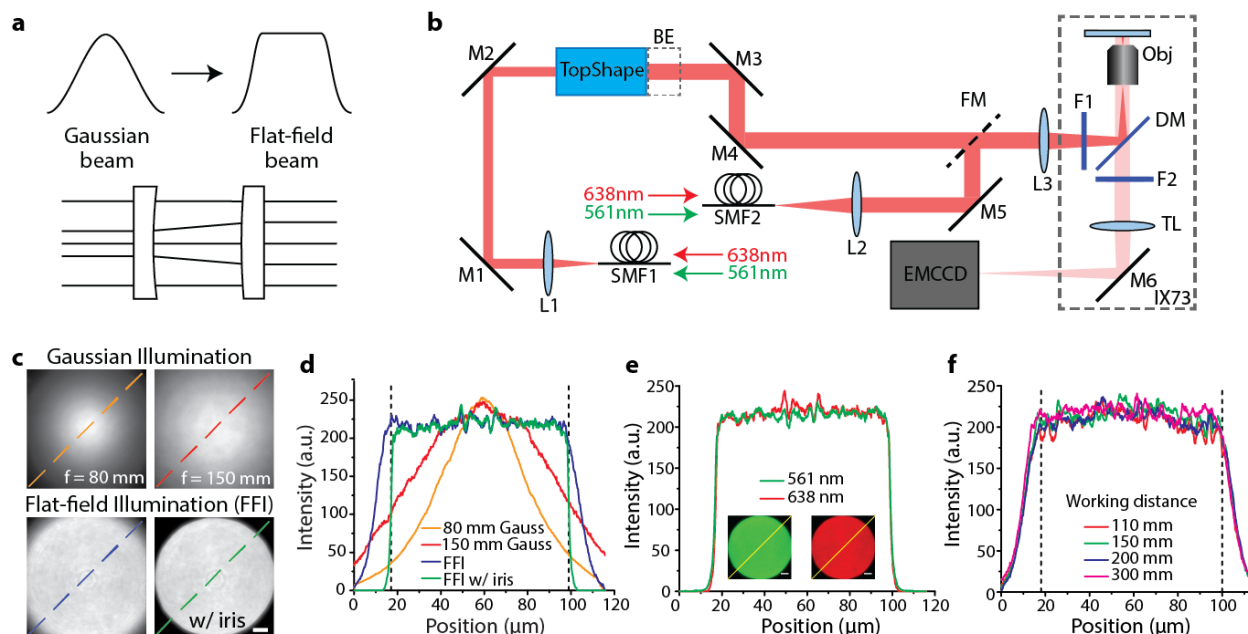 a
Gaussian
beam
Flat-field
beam
b
M2
TopShape
BE
M3
M4
FM
L3
F1
Obj
DM
F2
TL
M6
IX73
638nm
561nm
SMF2
L2
M5
EMCCD
M1
L1
SMF1
638nm
561nm
c
Gaussian Illumination
f = 80 mm
f = 150 mm
Flat-field Illumination (FFI)
w/ iris
d
Intensity (a.u.)
250
200
150
100
50
0
80 mm Gauss
150 mm Gauss
FFI
FFI w/ iris
0 20 40 60 80 100 120
Position (μm)
e
Intensity (a.u.)
250
200
150
100
50
0
561 nm
638 nm
0 20 40 60 80 100 120
Position (μm)
f
Intensity (a.u.)
250
200
150
100
50
0
Working distance
110 mm
150 mm
200 mm
300 mm
0 20 40 60 80 100 120
Position (μm)